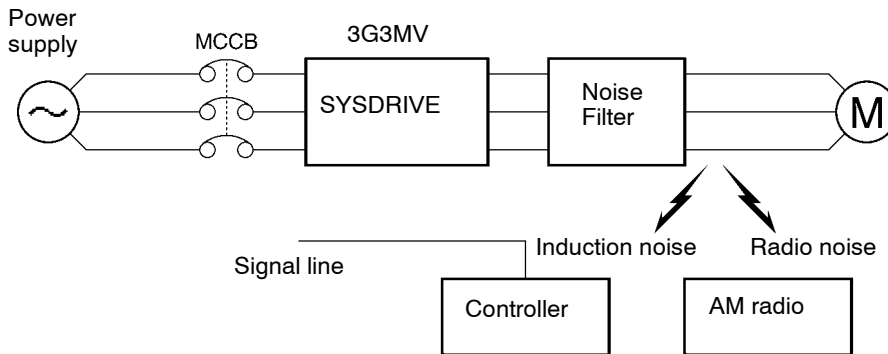 Power
supply
MCCB
3G3MV
SYSDRIVE
Noise
Filter
M
Induction noise
Radio noise
Signal line
Controller
AM radio